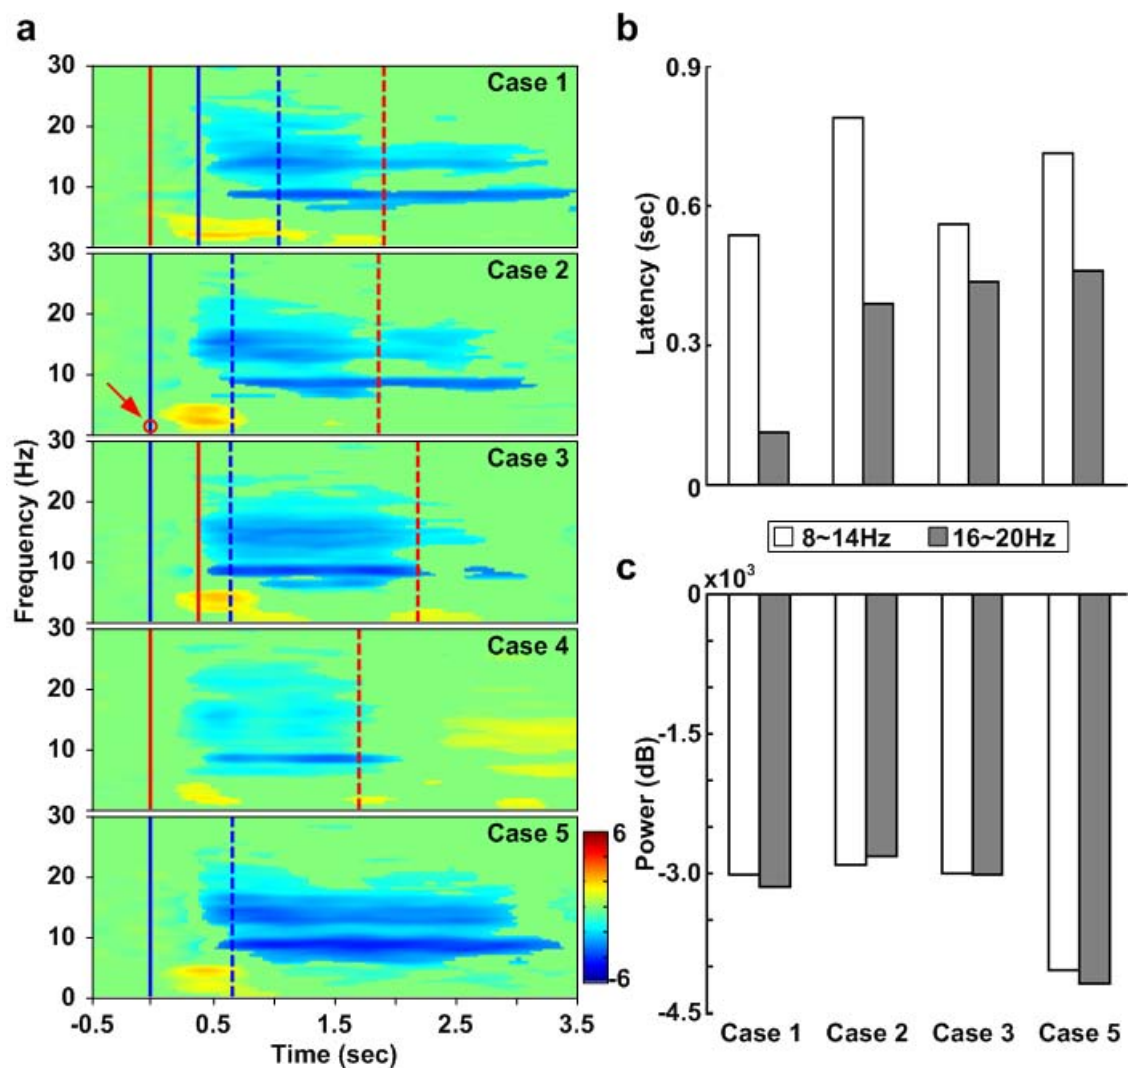 a
30
20
10
Case 1
30
20
10
Case 2
30
20
10
Case 3
30
20
10
Case 4
30
20
10
0
Case 5
6
-6
-0.5
0.5
1.5
2.5
3.5
Time (sec)
Frequency (Hz)
b
0.9
0.6
0.3
0
Latency (sec)
8~14Hz
16~20Hz
c
x10³
0
-1.5
-3.0
-4.5
Power (dB)
Case 1
Case 2
Case 3
Case 5